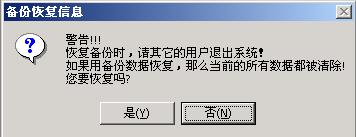 备份恢复信息
警告!!!
恢复备份时，请其它的用户退出系统!
如果用备份数据恢复，那么当前的所有数据都被清除!
您要恢复吗?
是(Y)
否(N)